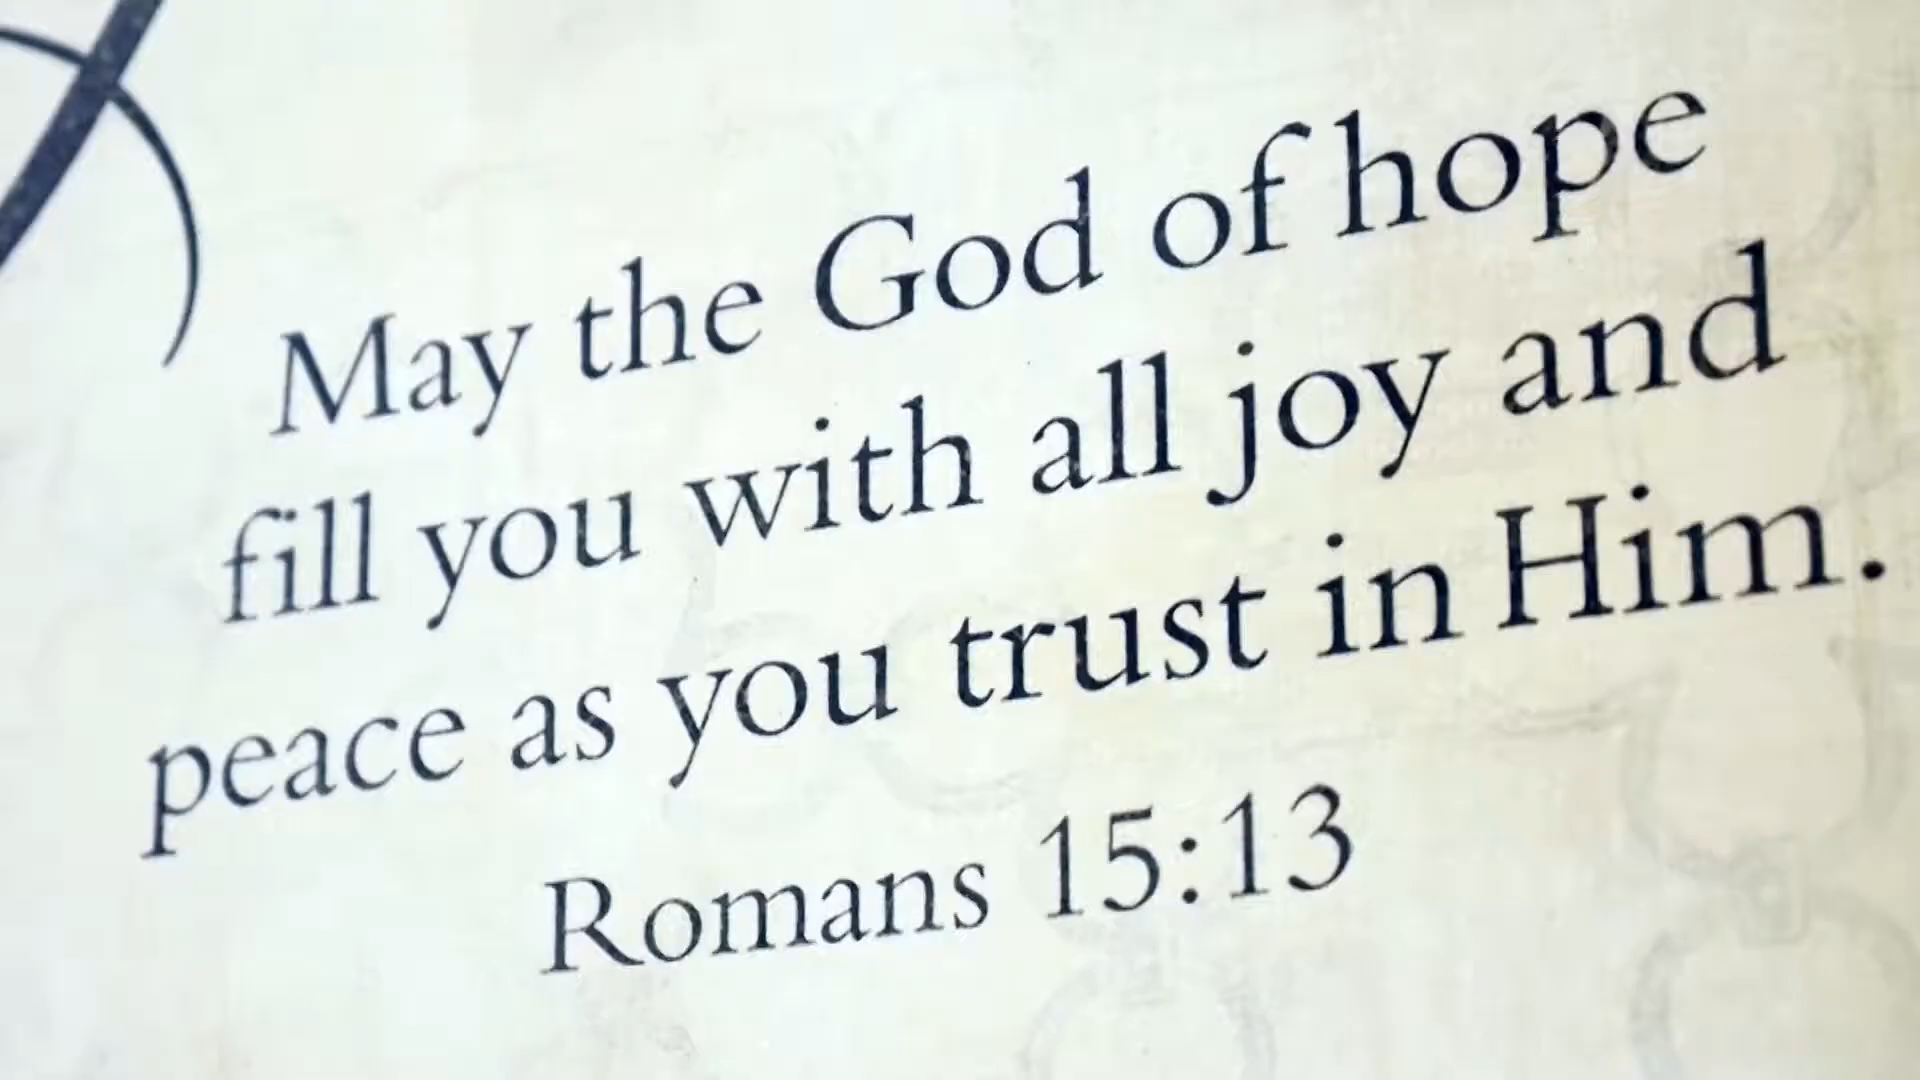 May the God of hope
fill you with all joy and
peace as you trust in Him.
Romans 15:13